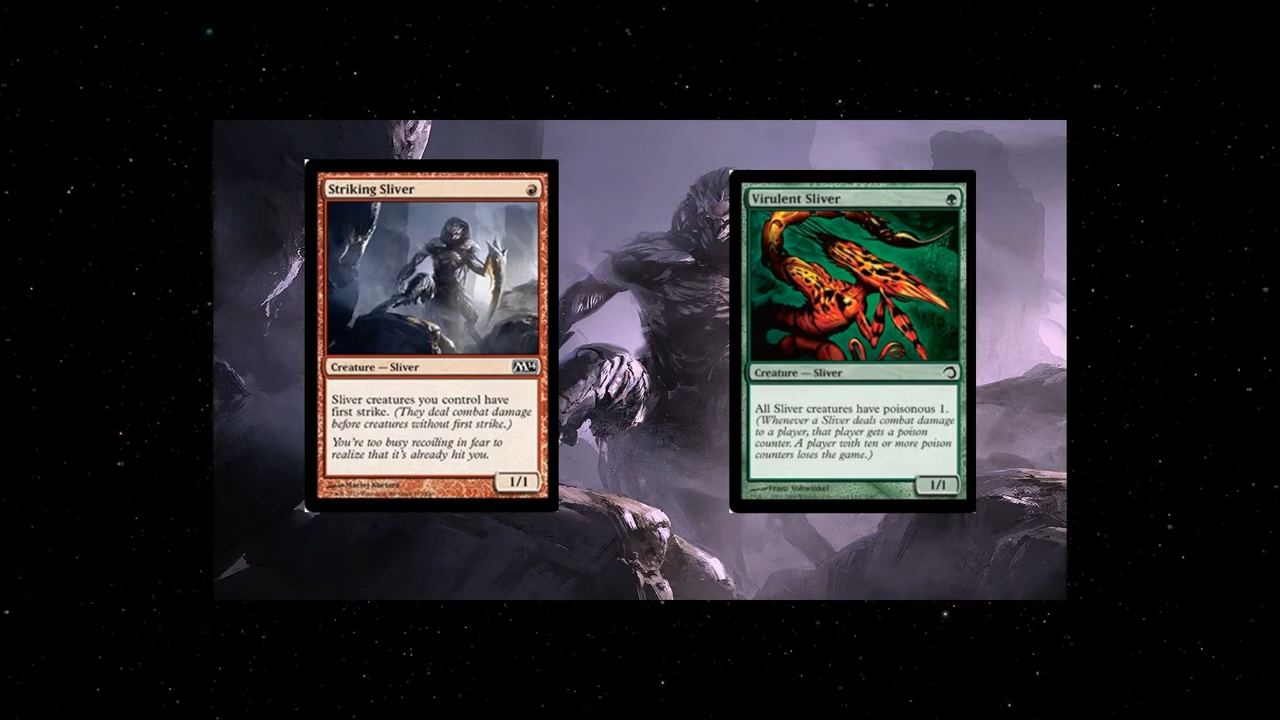 Striking Sliver
Creature — Sliver
M14
Sliver creatures you control have
first strike. (They deal combat damage
before creatures without first strike.)
You're too busy recoiling in fear to
realize that it's already hit you.
1/1
Virulent Sliver
Creature — Sliver
All Sliver creatures have poisonous 1.
(Whenever a Sliver deals combat damage
to a player, that player gets a poison
counter. A player with ten or more poison
counters loses the game.)
1/1
Franz Vohwinkel